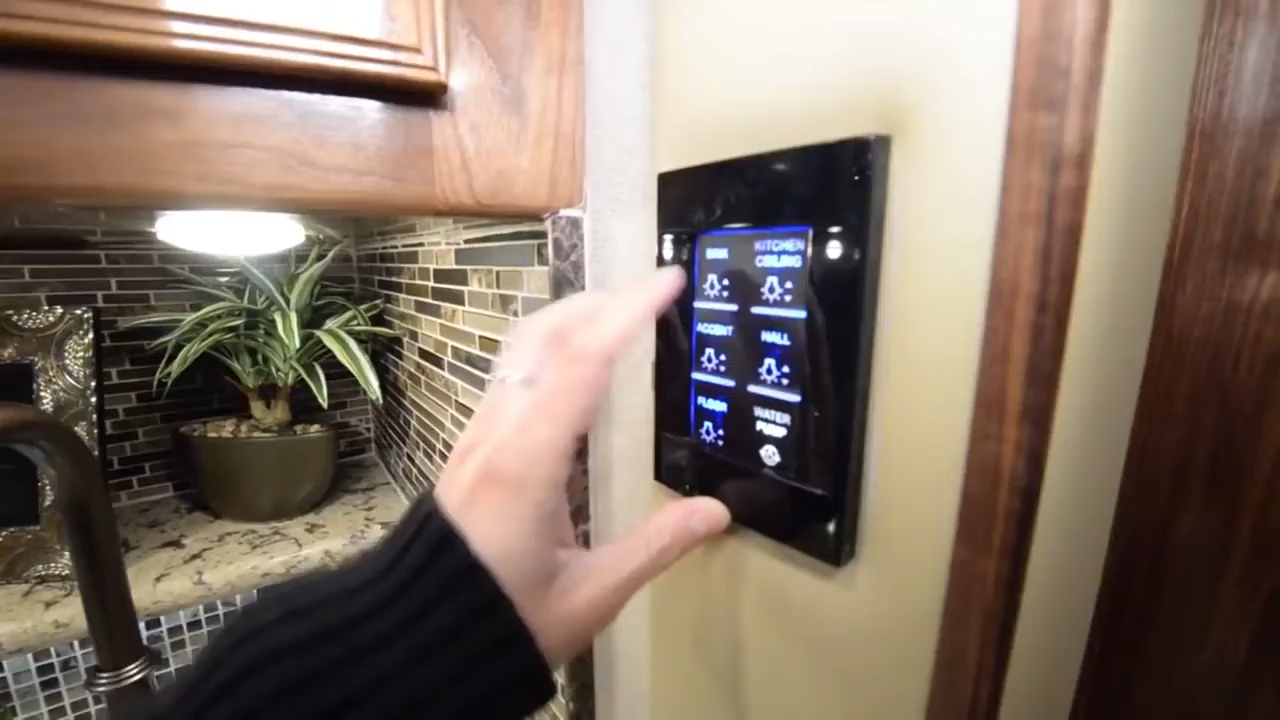 SINK
KITCHEN
CEILING
ACCENT
HALL
FLOOR
WATER
PUMP